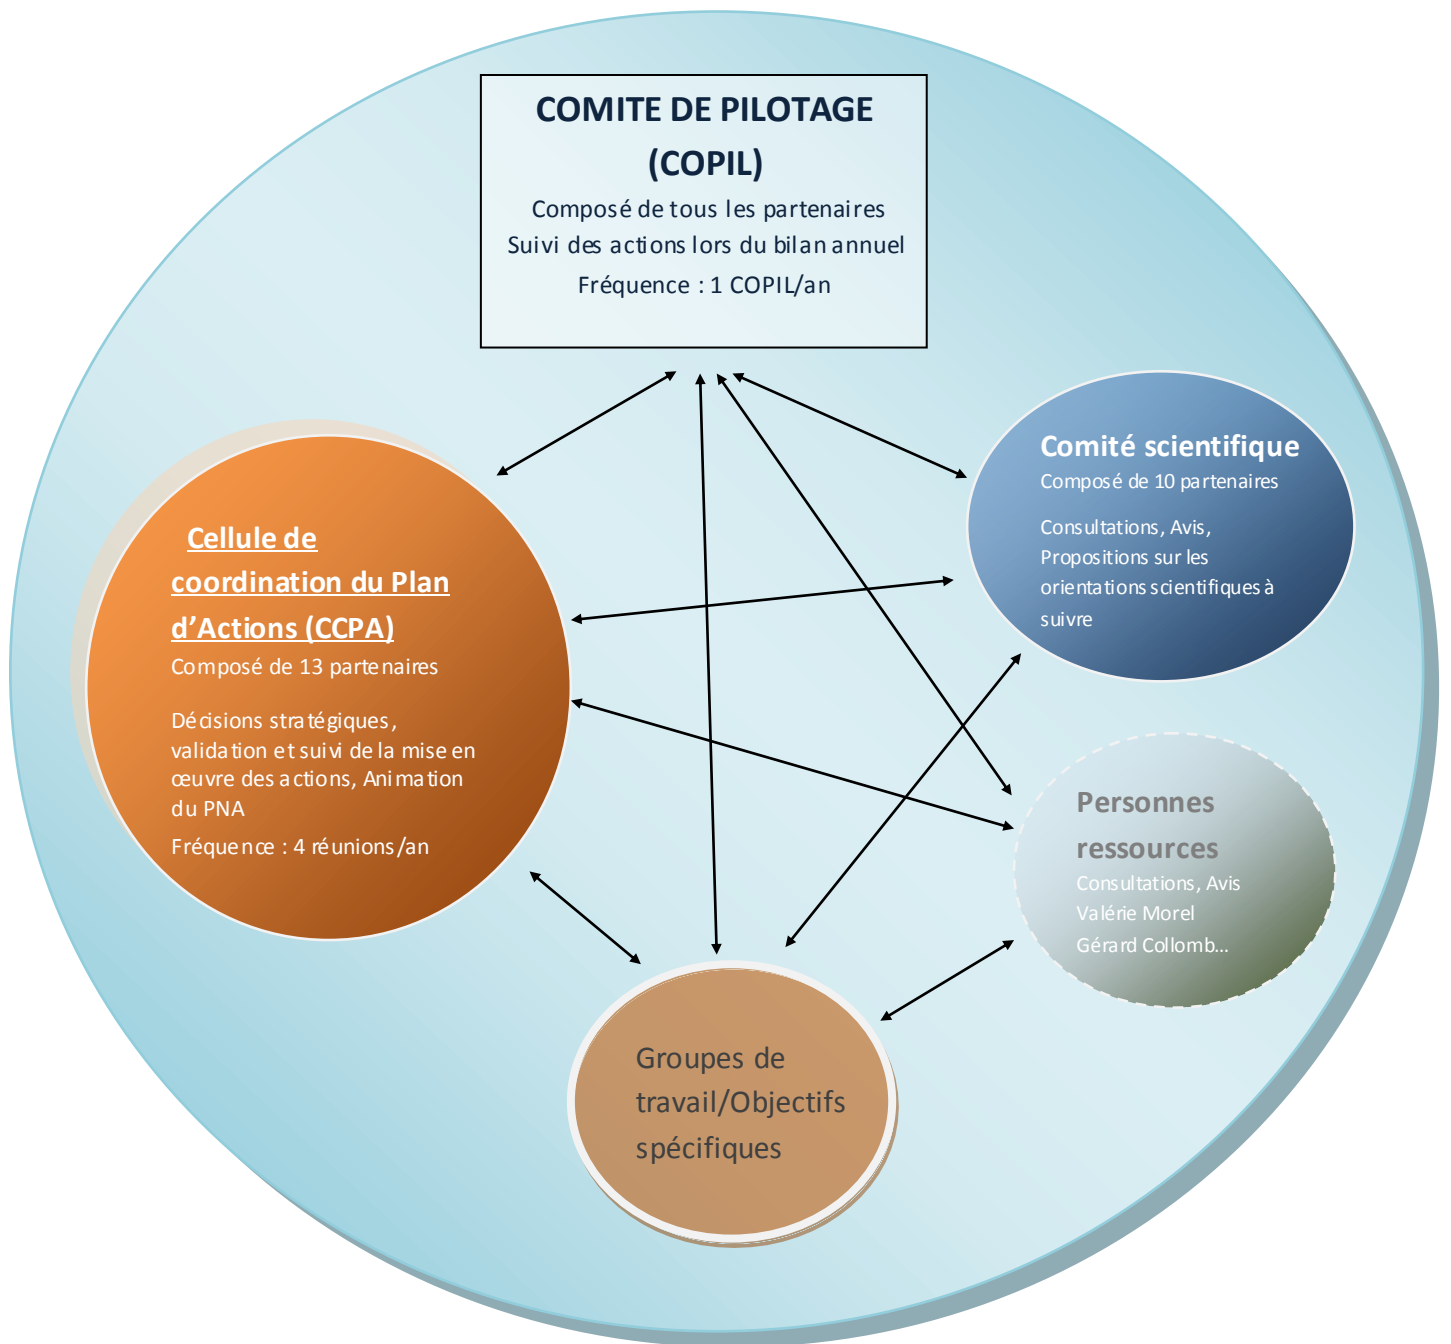 COMITE DE PILOTAGE
(COPIL)
Composé de tous les partenaires
Suivi des actions lors du bilan annuel
Fréquence : 1 COPIL/an
Comité scientifique
Composé de 10 partenaires
Consultations, Avis,
Propositions sur les
orientations scientifiques à
suivre
Cellule de
coordination du Plan
d’Actions (CCPA)
Composé de 13 partenaires
Décisions stratégiques,
validation et suivi de la mise en
œuvre des actions, Animation
du PNA
Fréquence : 4 réunions/an
Personnes
ressources
Consultations, Avis
Valérie Morel
Gérard Collomb…
Groupes de
travail/Objectifs
spécifiques